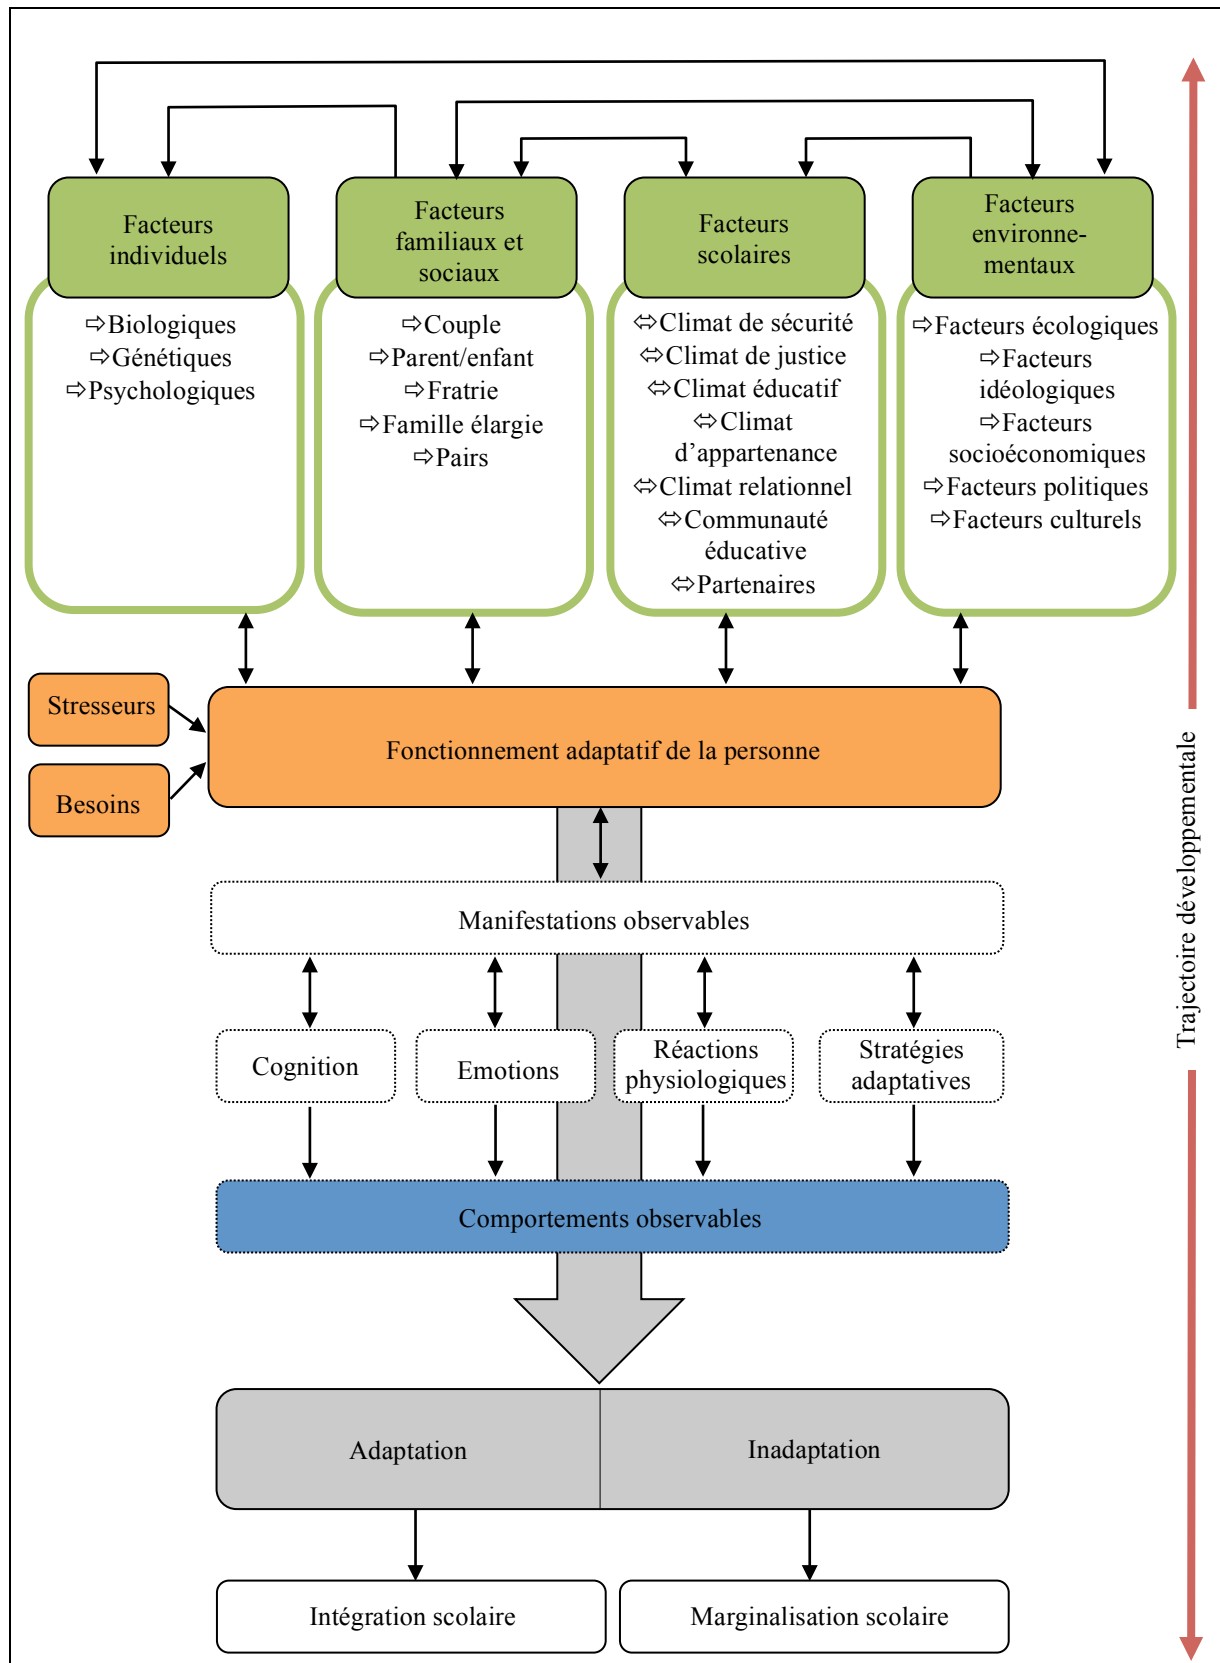 Facteurs
individuels
⇨Biologiques
⇨Génétiques
⇨Psychologiques
Facteurs
familiaux et
sociaux
⇨Couple
⇨Parent/enfant
⇨Fratrie
⇨Famille élargie
⇨Pairs
Facteurs
scolaires
⬄Climat de sécurité
⬄Climat de justice
⬄Climat éducatif
⬄Climat
d’appartenance
⬄Climat relationnel
⬄Communauté
éducative
⬄Partenaires
Facteurs
environne-
mentaux
⇨Facteurs écologiques
⇨Facteurs
idéologiques
⇨Facteurs
socioéconomiques
⇨Facteurs politiques
⇨Facteurs culturels
Stresseurs
Besoins
Fonctionnement adaptatif de la personne
Manifestations observables
Cognition
Emotions
Réactions
physiologiques
Stratégies
adaptatives
Comportements observables
Adaptation
Inadaptation
Intégration scolaire
Marginalisation scolaire
Trajectoire développementale